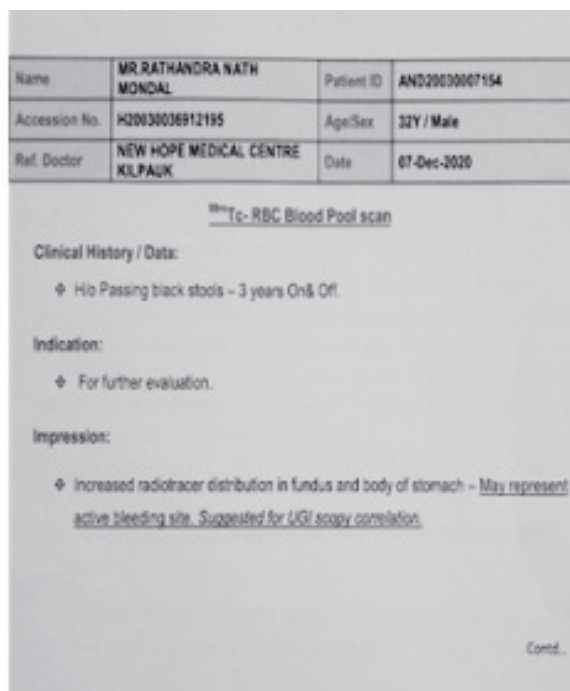 Name MR.RATHANDRA NATH MONDAL Patient ID AND20030007154
Accession No. H20030036912195 Age/Sex 32Y / Male
Ref. Doctor NEW HOPE MEDICAL CENTRE KILPAUK Date 07-Dec-2020
99mTc- RBC Blood Pool scan
Clinical History / Data:
❖ H/o Passing black stools – 3 years On& Off.
Indication:
❖ For further evaluation.
Impression:
❖ Increased radiotracer distribution in fundus and body of stomach – May represent
active bleeding site. Suggested for UGI scopy correlation.
Contd..